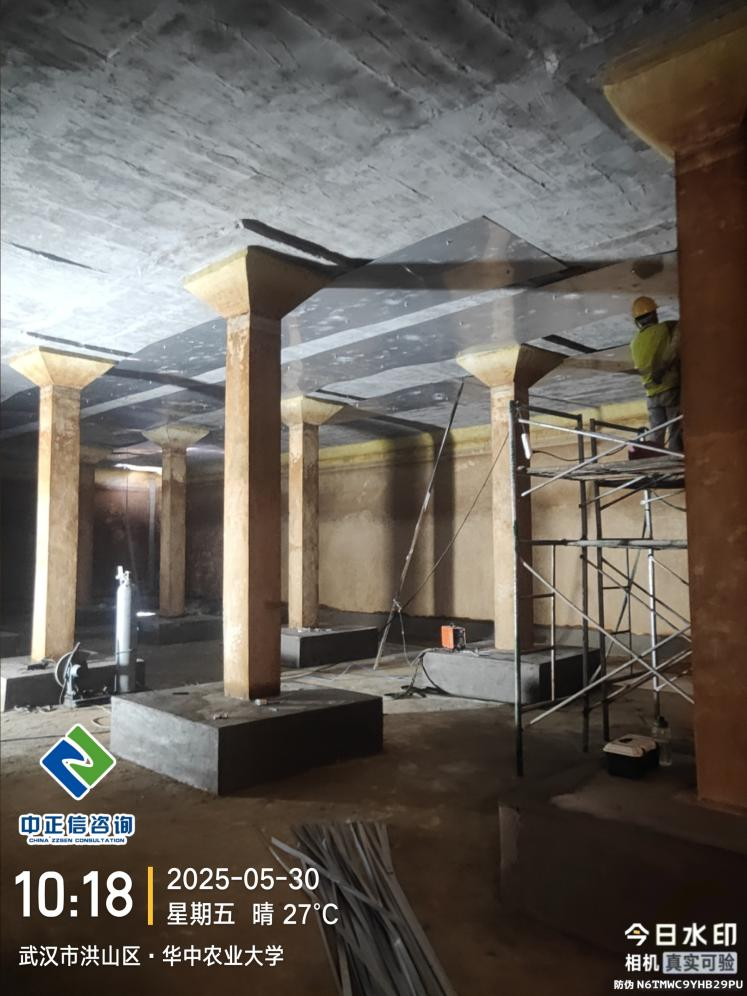 中正信咨询
CHINA ZZSEN CONSULTATION
10:18
2025-05-30
星期五 晴 27°C
武汉市洪山区·华中农业大学
今日水印
相机 真实可验
防伪 N6TMWC9YHB29PU